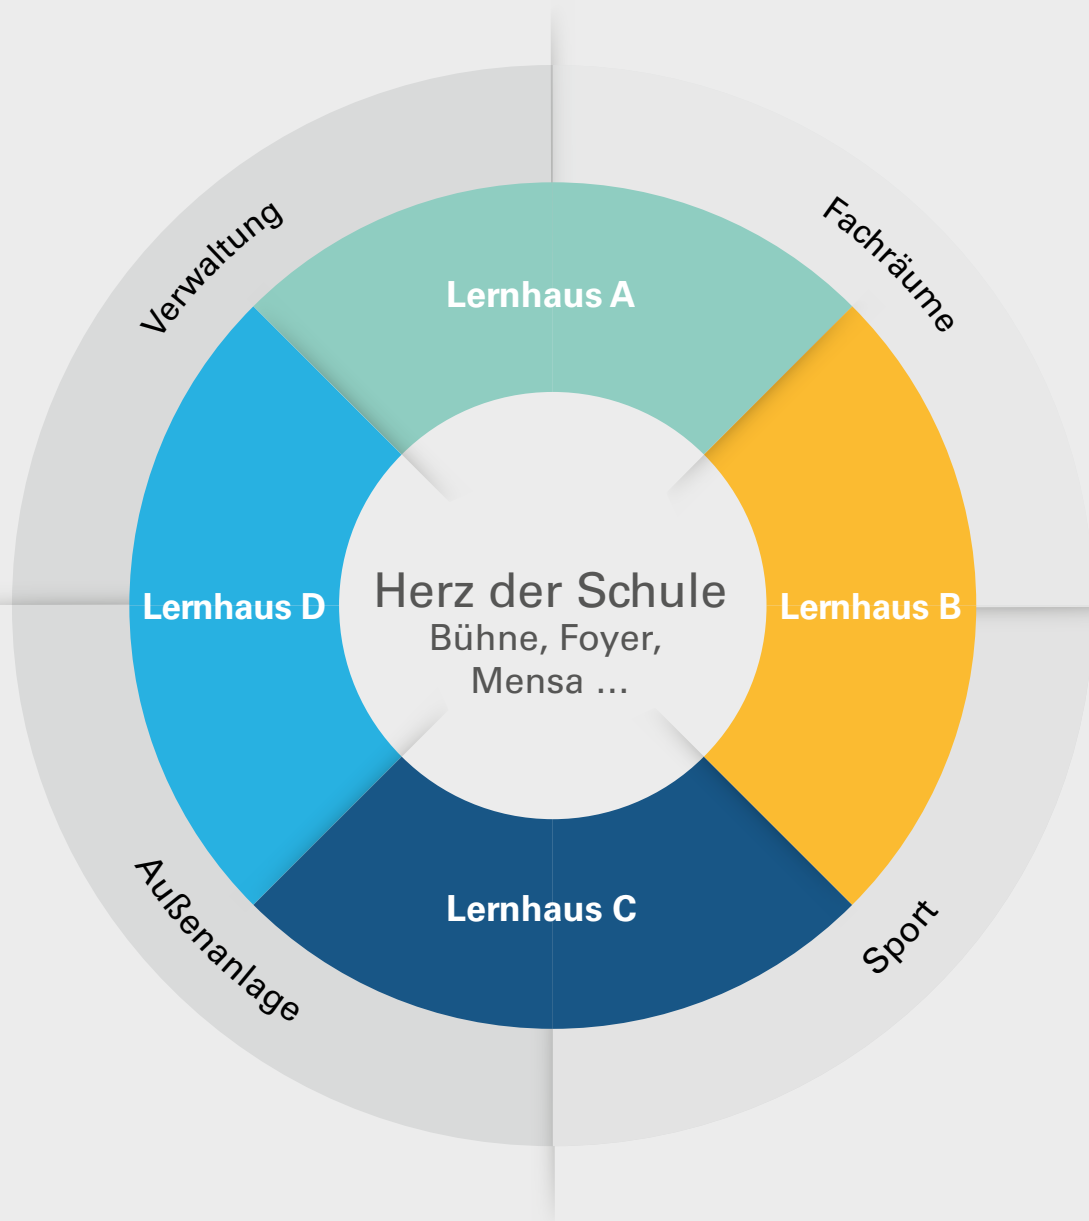 Verwaltung
Fachräume
Lernhaus A
Lernhaus D
Herz der Schule
Bühne, Foyer,
Mensa ...
Lernhaus B
Lernhaus C
Außenanlage
Sport